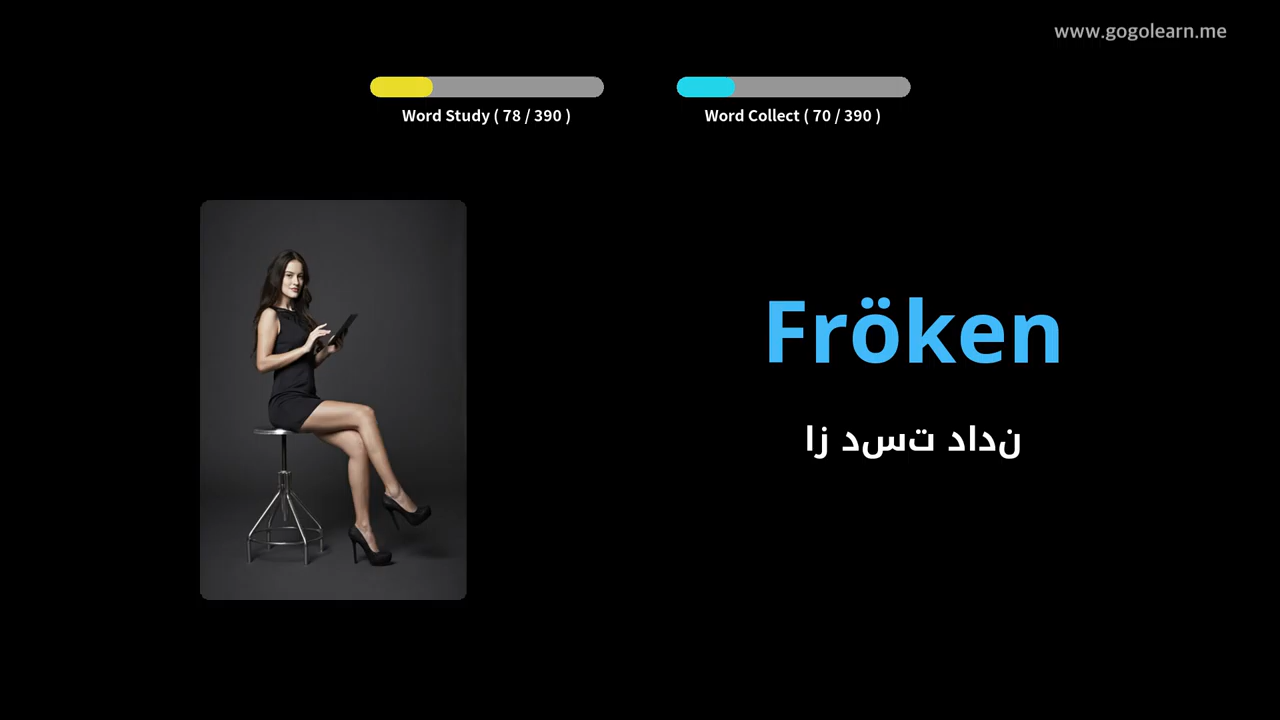 www.gogolearn.me
Word Study ( 78 / 390 )
Word Collect ( 70 / 390 )
Fröken
از دست دادن